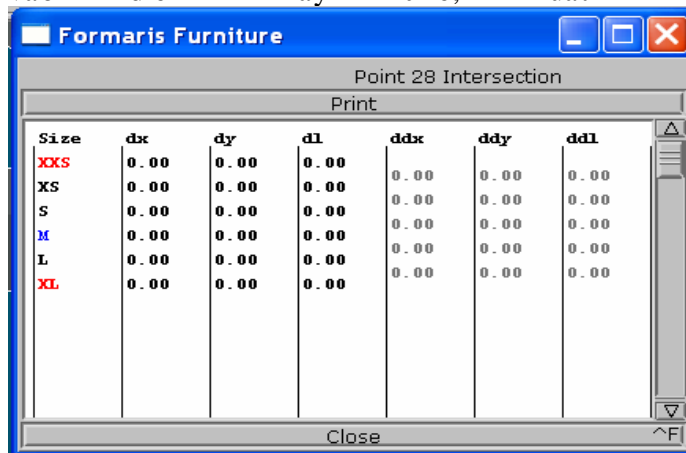 Formaris Furniture
Point 28 Intersection
Print
Size dx dy dl ddx ddy ddl
XXS 0.00 0.00 0.00
0.00 0.00 0.00
XS 0.00 0.00 0.00
0.00 0.00 0.00
S 0.00 0.00 0.00
0.00 0.00 0.00
M 0.00 0.00 0.00
0.00 0.00 0.00
L 0.00 0.00 0.00
0.00 0.00 0.00
XL 0.00 0.00 0.00
Close ^F